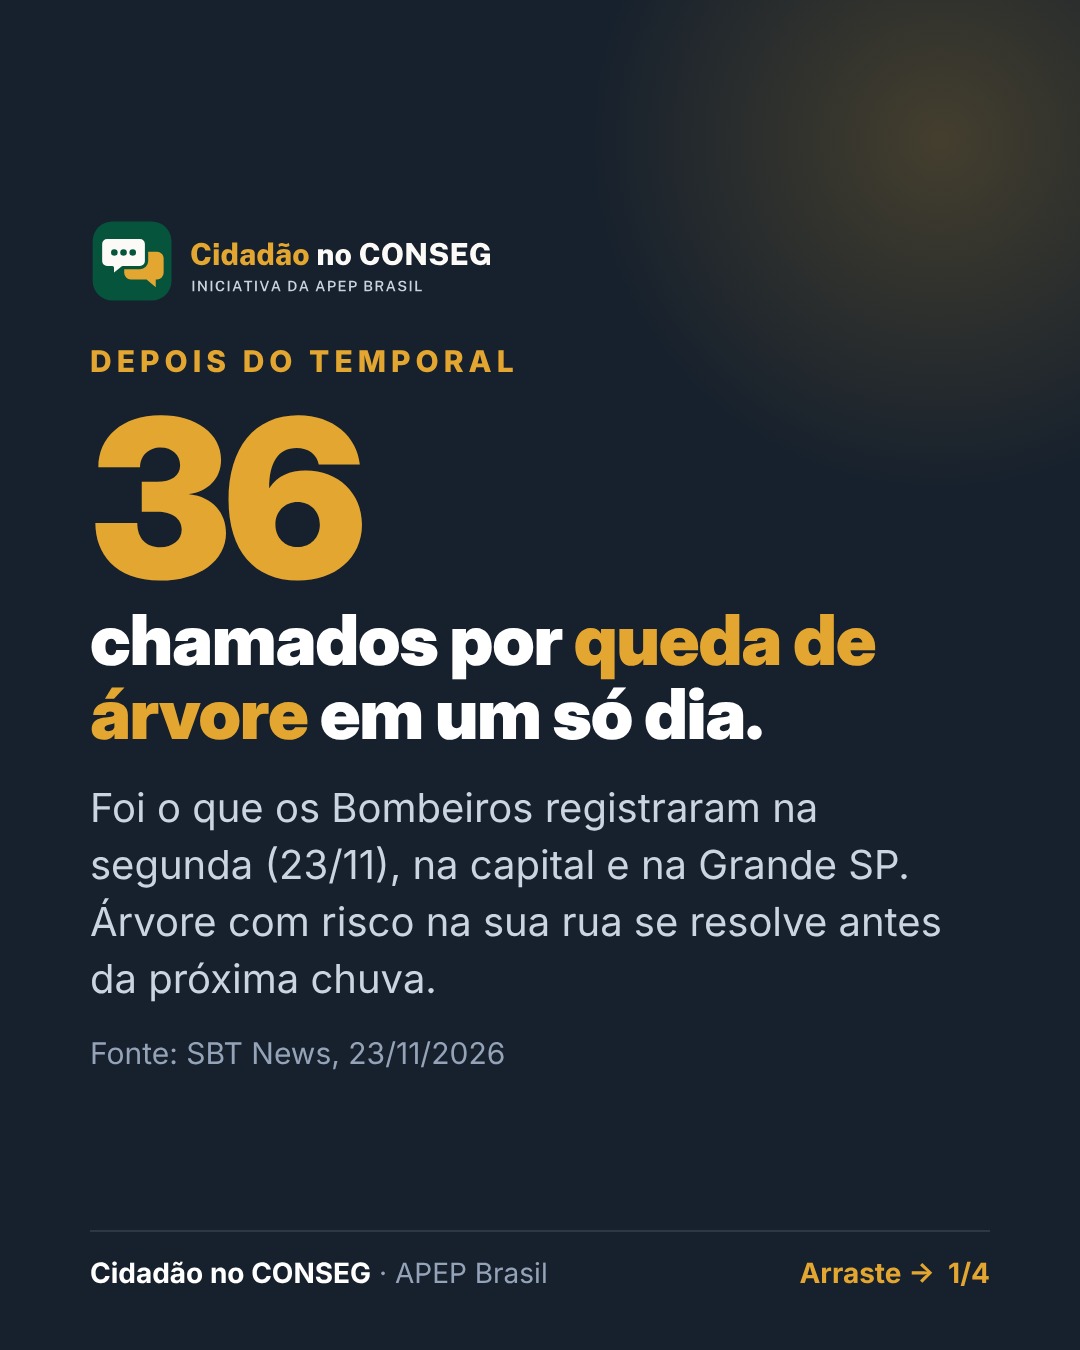 Cidadão no CONSEG
INICIATIVA DA APEP BRASIL
DEPOIS DO TEMPORAL
36
chamados por queda de
árvore em um só dia.
Foi o que os Bombeiros registraram na
segunda (23/11), na capital e na Grande SP.
Árvore com risco na sua rua se resolve antes
da próxima chuva.
Fonte: SBT News, 23/11/2026
Cidadão no CONSEG · APEP Brasil
Arraste → 1/4